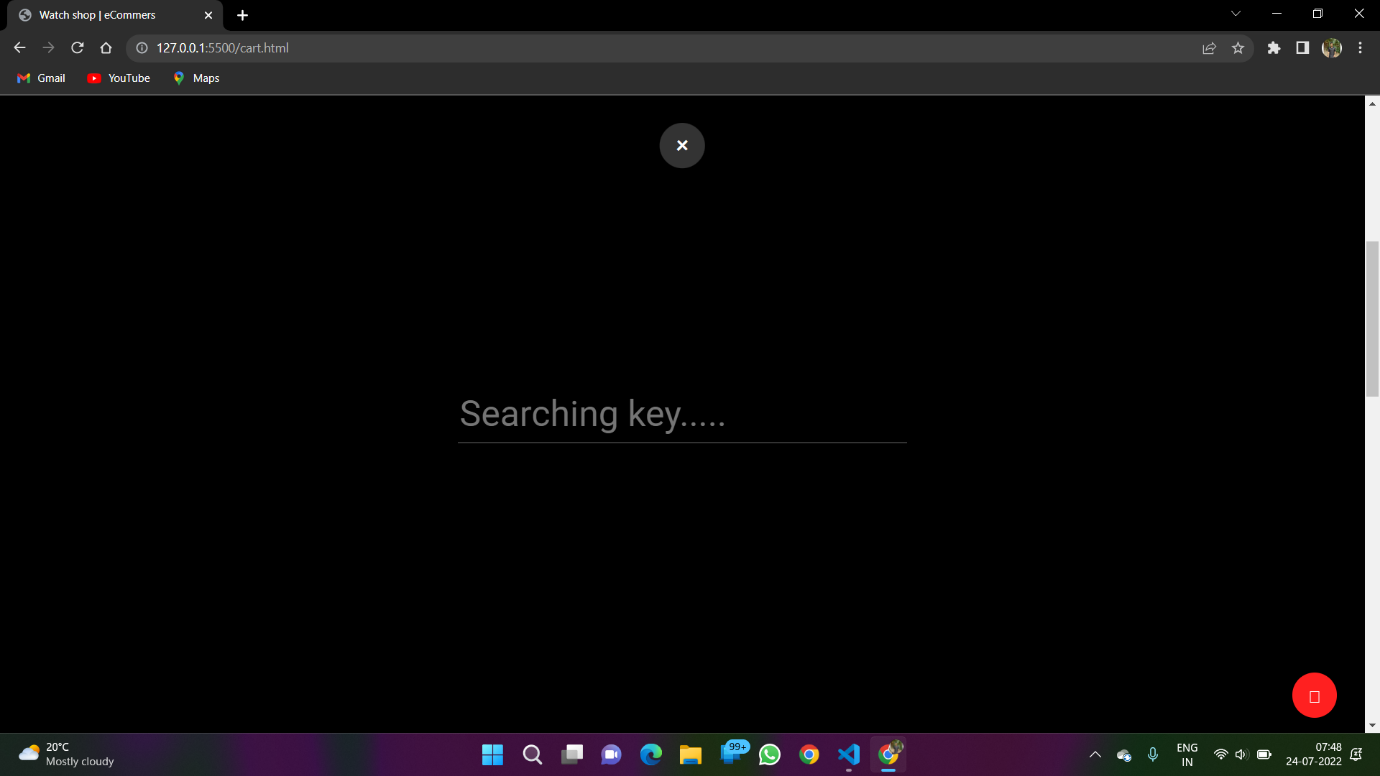 Watch shop | eCommers
127.0.0.1:5500/cart.html
Gmail
YouTube
Maps
Searching key.....
20°C
Mostly cloudy
99+
ENG
IN
07:48
24-07-2022